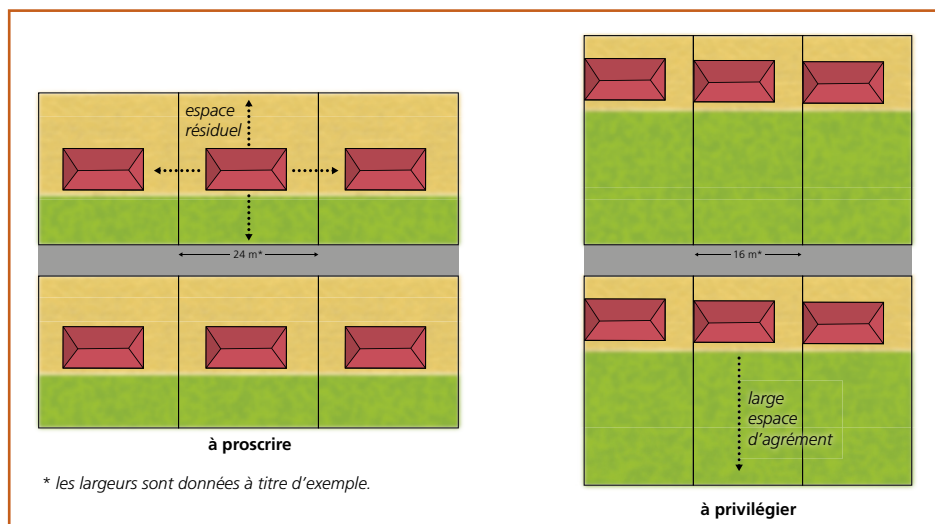 espace
résiduel
24 m*
à proscrire
* les largeurs sont données à titre d’exemple.
16 m*
large
espace
d’agrément
à privilégier